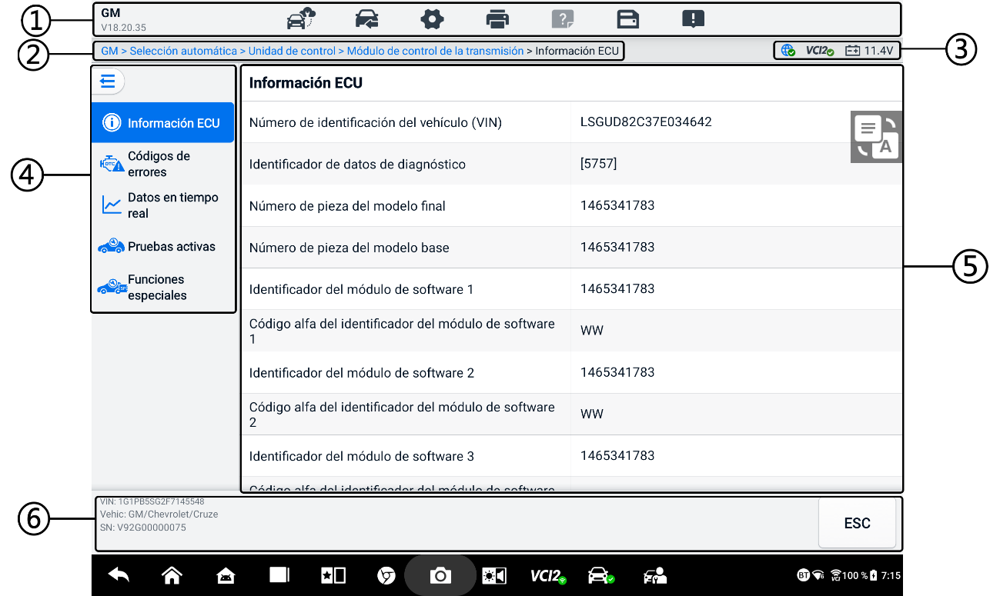 1
GM
V18.20.35
?
2
GM > Selección automática > Unidad de control > Módulo de control de la transmisión > Información ECU
VCI2
11.4V
3
4
Información ECU
DTC
Códigos de
errores
Datos en tiempo
real
Pruebas activas
Funciones
especiales
Información ECU
Número de identificación del vehículo (VIN)
LSGUD82C37E034642
A
Identificador de datos de diagnóstico
[5757]
Número de pieza del modelo final
1465341783
Número de pieza del modelo base
1465341783
5
Identificador del módulo de software 1
1465341783
Código alfa del identificador del módulo de software
1
WW
Identificador del módulo de software 2
1465341783
Código alfa del identificador del módulo de software
2
WW
Identificador del módulo de software 3
1465341783
Código alfa del identificador del módulo de software
6
VIN: 1G1PB5SG2F7145548
Vehic: GM/Chevrolet/Cruze
SN: V92G00000075
ESC
VCI2
BT
VCI
100 %
7:15